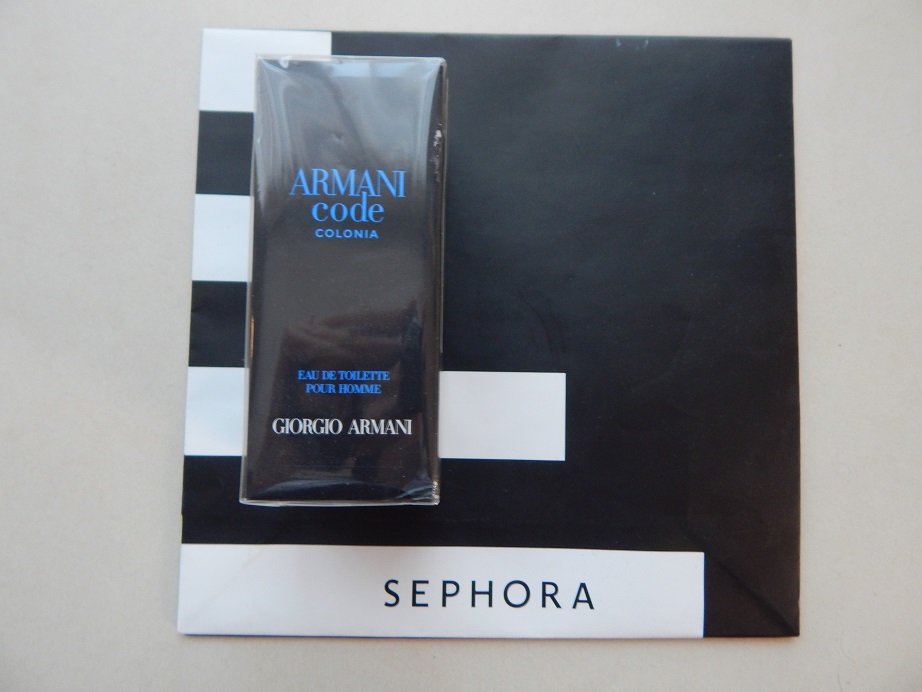 ARMANI
code
COLONIA
EAU DE TOILETTE
POUR HOMME
GIORGIO ARMANI
SEPHORA